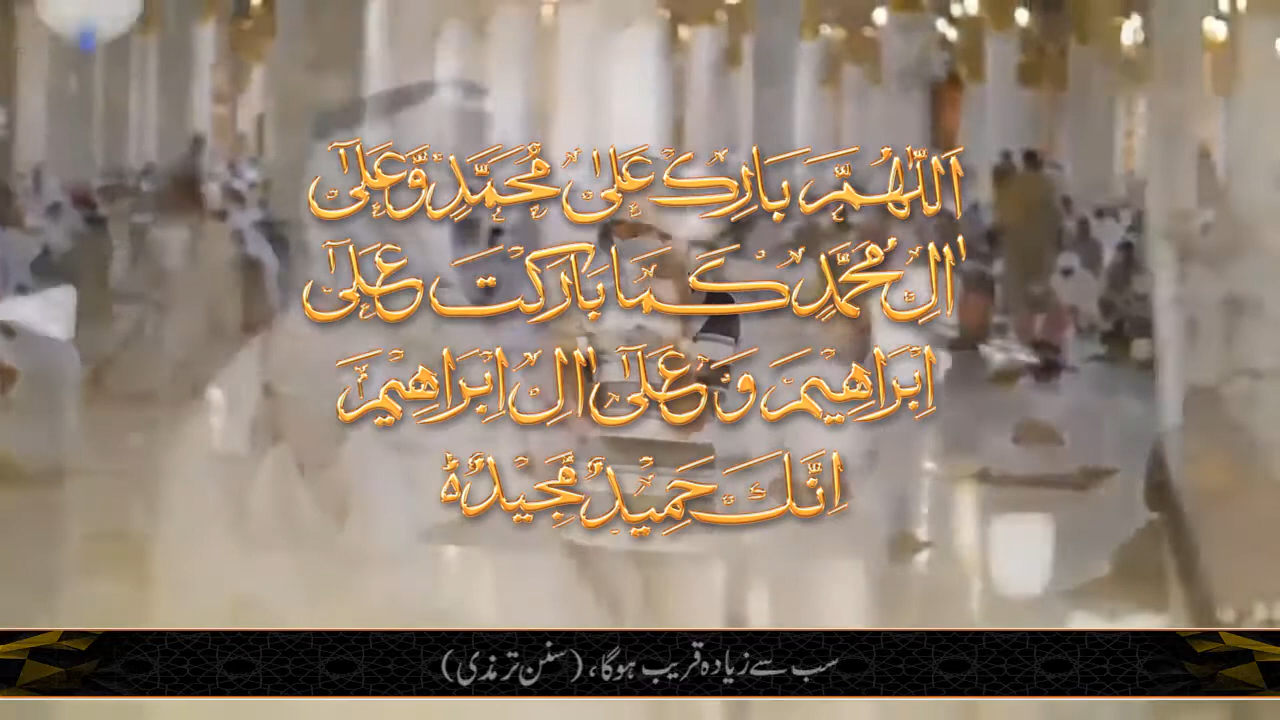 اَللّٰهُمَّ بَارِكْ عَلٰى مُحَمَّدٍ وَّعَلٰٓى
اٰلِ مُحَمَّدٍ كَمَا بَارَكْتَ عَلٰٓى
اِبْرَاهِيْمَ وَ عَلٰٓى اٰلِ اِبْرَاهِيْمَ
اِنَّكَ حَمِيْدٌ مَّجِيْدٌ ؕ
سب سے زیادہ قریب ہوگا، (سنن ترمذی)